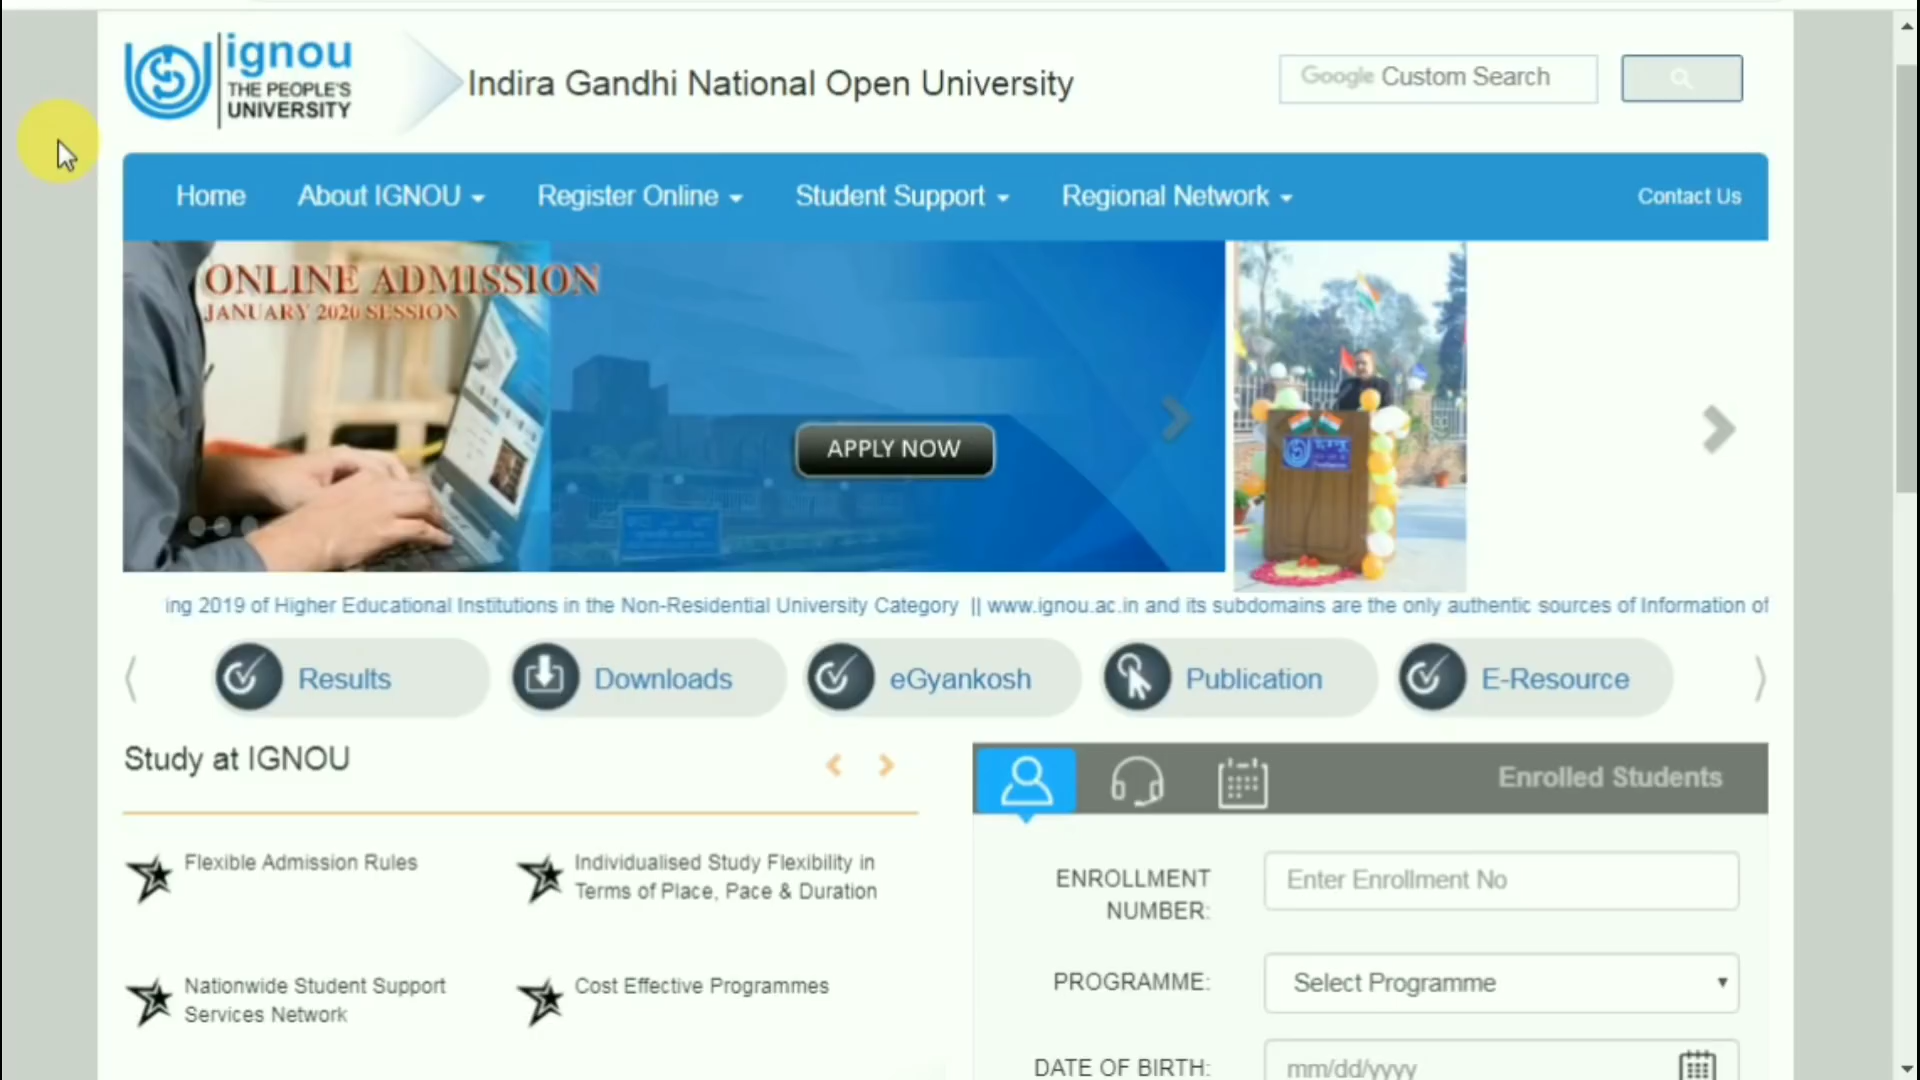 ignou
THE PEOPLE'S
UNIVERSITY
Indira Gandhi National Open University
Google Custom Search
Home
About IGNOU
Register Online
Student Support
Regional Network
Contact Us
ONLINE ADMISSION
JANUARY 2020 SESSION
APPLY NOW
ing 2019 of Higher Educational Institutions in the Non-Residential University Category || www.ignou.ac.in and its subdomains are the only authentic sources of Information of
Results
Downloads
eGyankosh
Publication
E-Resource
Study at IGNOU
Flexible Admission Rules
Individualised Study Flexibility in
Terms of Place, Pace & Duration
Nationwide Student Support
Services Network
Cost Effective Programmes
Enrolled Students
ENROLLMENT
NUMBER:
Enter Enrollment No
PROGRAMME:
Select Programme
DATE OF BIRTH:
mm/dd/yyyy